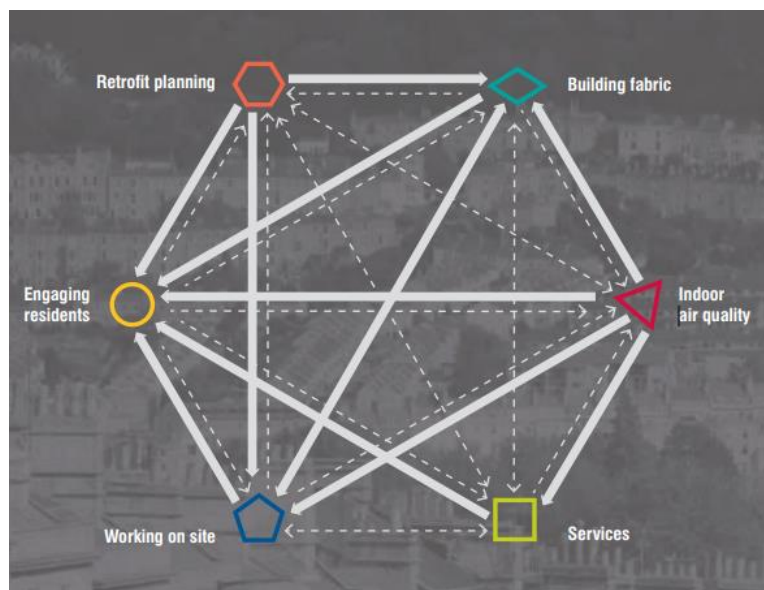 Retrofit planning
Building fabric
Engaging
residents
Indoor
air quality
Working on site
Services